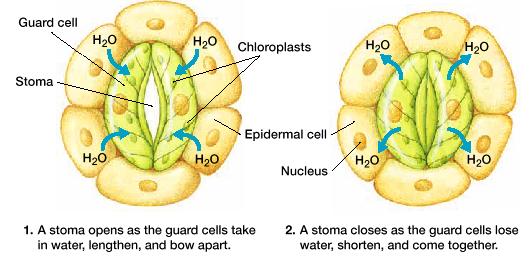 Guard cell
H2O
H2O
Chloroplasts
Stoma
Epidermal cell
H2O
H2O
Nucleus
H2O
H2O
H2O
H2O
1. A stoma opens as the guard cells take
in water, lengthen, and bow apart.
2. A stoma closes as the guard cells lose
water, shorten, and come together.